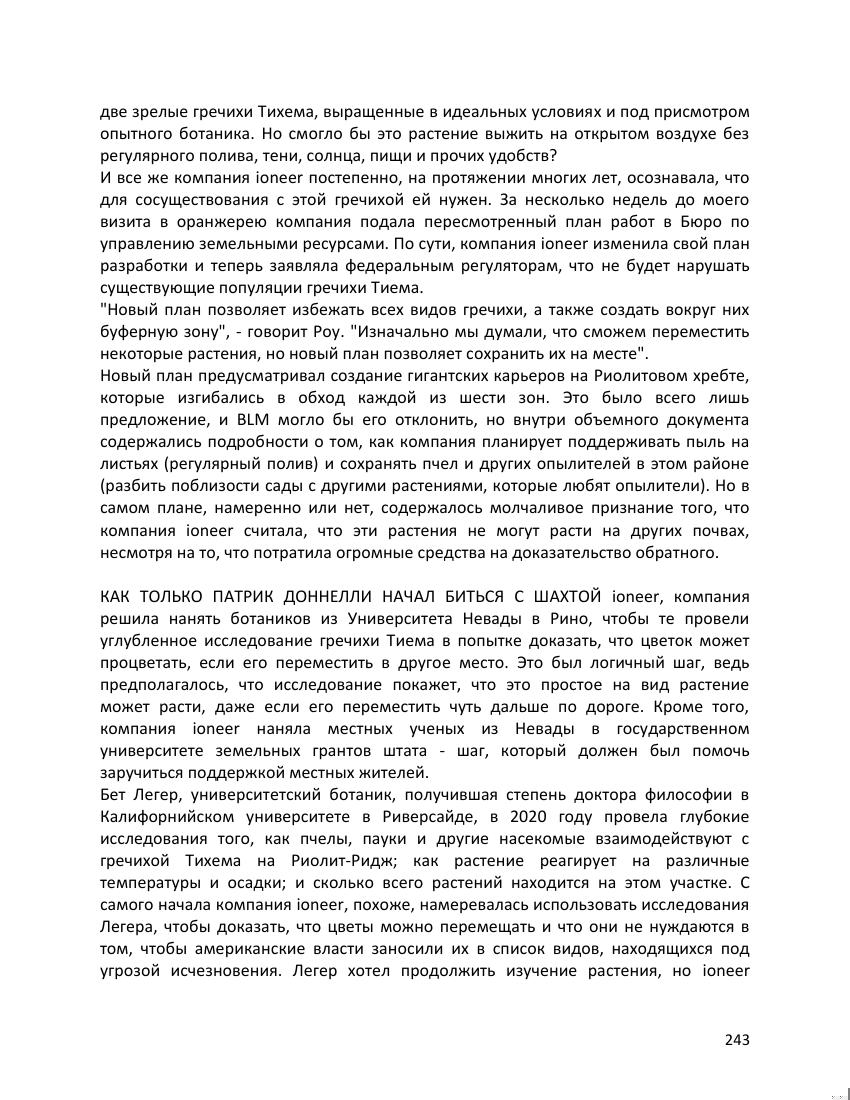 две зрелые гречихи Тихема, выращенные в идеальных условиях и под присмотром
опытного ботаника. Но смогло бы это растение выжить на открытом воздухе без
регулярного полива, тени, солнца, пищи и прочих удобств?
И все же компания ioneer постепенно, на протяжении многих лет, осознавала, что
для сосуществования с этой гречихой ей нужен. За несколько недель до моего
визита в оранжерею компания подала пересмотренный план работ в Бюро по
управлению земельными ресурсами. По сути, компания ioneer изменила свой план
разработки и теперь заявляла федеральным регуляторам, что не будет нарушать
существующие популяции гречихи Тиема.
"Новый план позволяет избежать всех видов гречихи, а также создать вокруг них
буферную зону", - говорит Роу. "Изначально мы думали, что сможем переместить
некоторые растения, но новый план позволяет сохранить их на месте".
Новый план предусматривал создание гигантских карьеров на Риолитовом хребте,
которые изгибались в обход каждой из шести зон. Это было всего лишь
предложение, и BLM могло бы его отклонить, но внутри объемного документа
содержались подробности о том, как компания планирует поддерживать пыль на
листьях (регулярный полив) и сохранять пчел и других опылителей в этом районе
(разбить поблизости сады с другими растениями, которые любят опылители). Но в
самом плане, намеренно или нет, содержалось молчаливое признание того, что
компания ioneer считала, что эти растения не могут расти на других почвах,
несмотря на то, что потратила огромные средства на доказательство обратного.

КАК ТОЛЬКО ПАТРИК ДОННЕЛЛИ НАЧАЛ БИТЬСЯ С ШАХТОЙ ioneer, компания
решила нанять ботаников из Университета Невады в Рино, чтобы те провели
углубленное исследование гречихи Тиема в попытке доказать, что цветок может
процветать, если его переместить в другое место. Это был логичный шаг, ведь
предполагалось, что исследование покажет, что это простое на вид растение
может расти, даже если его переместить чуть дальше по дороге. Кроме того,
компания ioneer наняла местных ученых из Невады в государственном
университете земельных грантов штата - шаг, который должен был помочь
заручиться поддержкой местных жителей.
Бет Легер, университетский ботаник, получившая степень доктора философии в
Калифорнийском университете в Риверсайде, в 2020 году провела глубокие
исследования того, как пчелы, пауки и другие насекомые взаимодействуют с
гречихой Тихема на Риолит-Ридж; как растение реагирует на различные
температуры и осадки; и сколько всего растений находится на этом участке. С
самого начала компания ioneer, похоже, намеревалась использовать исследования
Легера, чтобы доказать, что цветы можно перемещать и что они не нуждаются в
том, чтобы американские власти заносили их в список видов, находящихся под
угрозой исчезновения. Легер хотел продолжить изучение растения, но ioneer
243